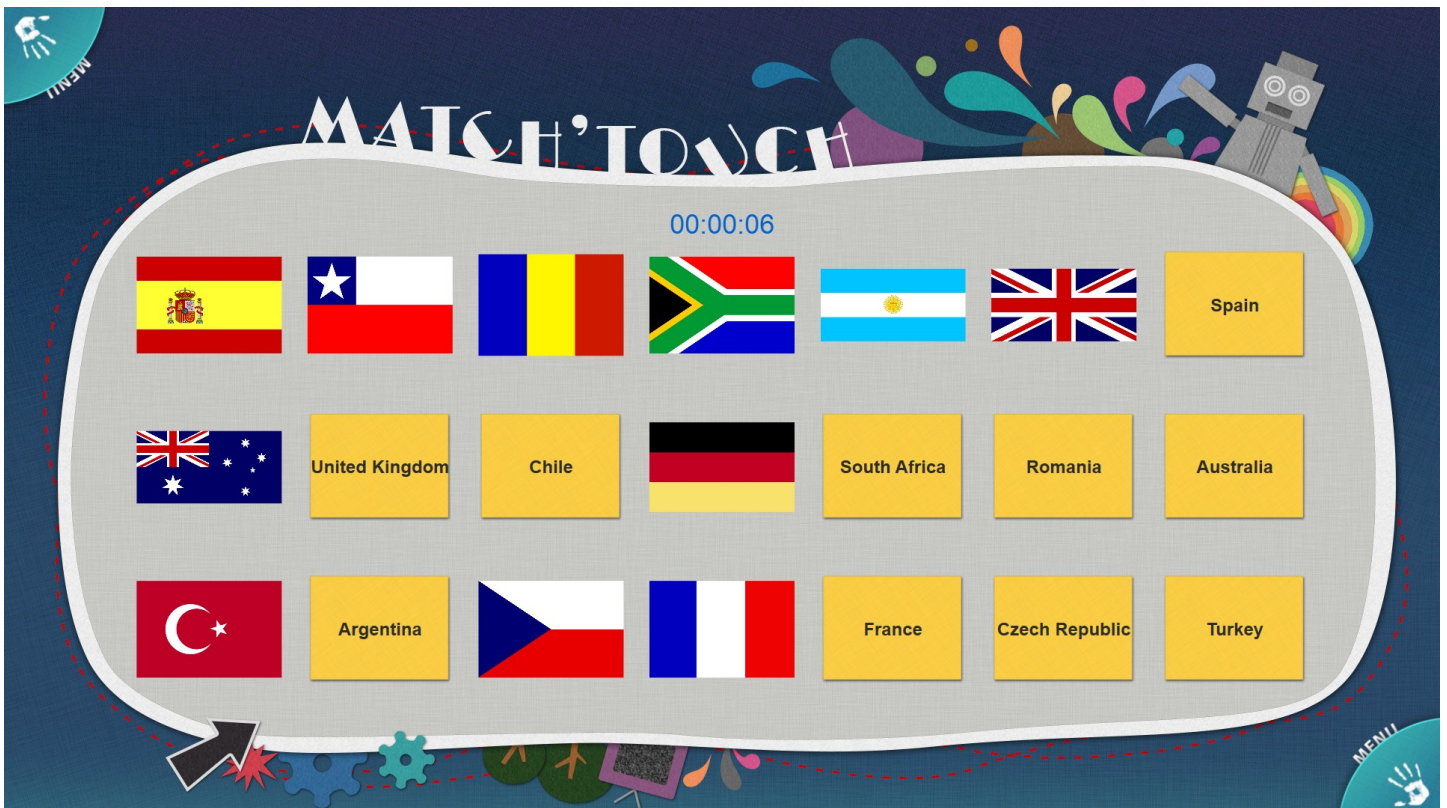 MENU
MATCH'TOUCH
00:00:06
Spain
United Kingdom
Chile
South Africa
Romania
Australia
Argentina
France
Czech Republic
Turkey
MENU